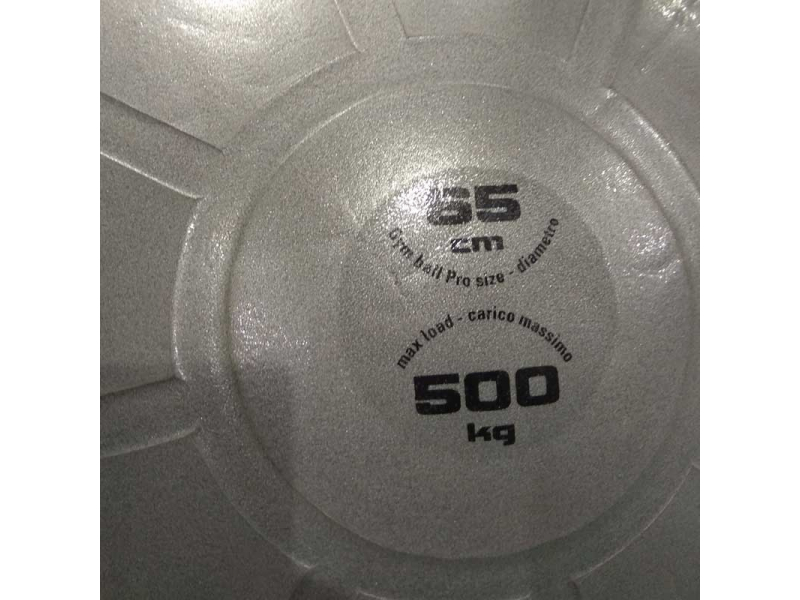 65
cm
Gym ball Pro size - diametro
max load - carico massimo
500
kg